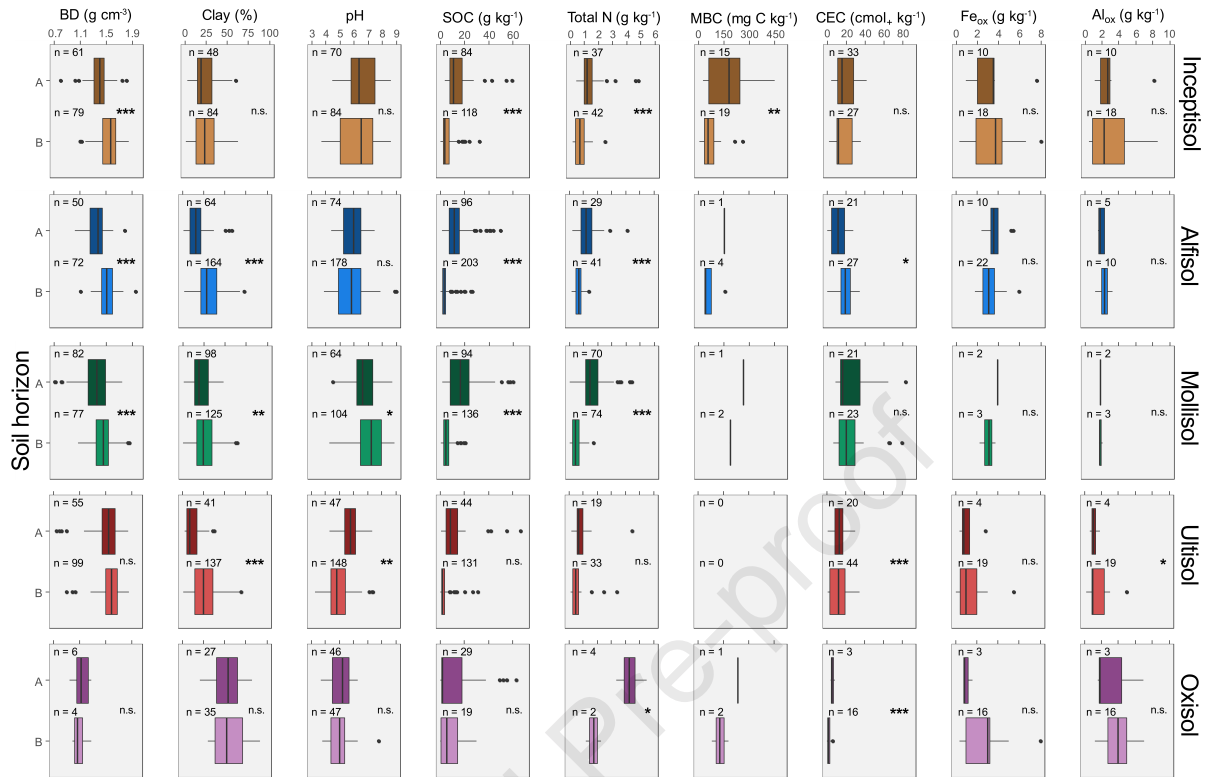 BD (g cm⁻³) Clay (%) pH SOC (g kg⁻¹) Total N (g kg⁻¹) MBC (mg C kg⁻¹) CEC (cmol₊ kg⁻¹) Feₒₓ (g kg⁻¹) Alₒₓ (g kg⁻¹)
0.7 1.1 1.5 1.9 0 25 50 75 100 3 4 5 6 7 8 9 0 20 40 60 0 1 2 3 4 5 6 0 150 300 450 0 20 40 60 80 0 2 4 6 8 0 2 4 6 8 10
n = 61 n = 48 n = 70 n = 84 n = 37 n = 15 n = 33 n = 10 n = 10
A
*** n.s. n.s. *** *** ** n.s. n.s. n.s.
n = 79 n = 84 n = 84 n = 118 n = 42 n = 19 n = 27 n = 18 n = 18
B
Inceptisol
n = 50 n = 64 n = 74 n = 96 n = 29 n = 1 n = 21 n = 10 n = 5
A
*** *** n.s. *** *** * n.s. n.s.
n = 72 n = 164 n = 178 n = 203 n = 41 n = 4 n = 27 n = 22 n = 10
B
Alfisol
Soil horizon
n = 82 n = 98 n = 64 n = 94 n = 70 n = 1 n = 21 n = 2 n = 2
A
*** ** * *** *** n.s. n.s. n.s.
n = 77 n = 125 n = 104 n = 136 n = 74 n = 2 n = 23 n = 3 n = 3
B
Mollisol
n = 55 n = 41 n = 47 n = 44 n = 19 n = 0 n = 20 n = 4 n = 4
A
n.s. *** ** n.s. n.s. *** n.s. *
n = 99 n = 137 n = 148 n = 131 n = 33 n = 0 n = 44 n = 19 n = 19
B
Ultisol
n = 6 n = 27 n = 46 n = 29 n = 4 n = 1 n = 3 n = 3 n = 3
A
n.s. n.s. n.s. n.s. * *** n.s. n.s.
n = 4 n = 35 n = 47 n = 19 n = 2 n = 2 n = 16 n = 16 n = 16
B
Oxisol
Pre-proof